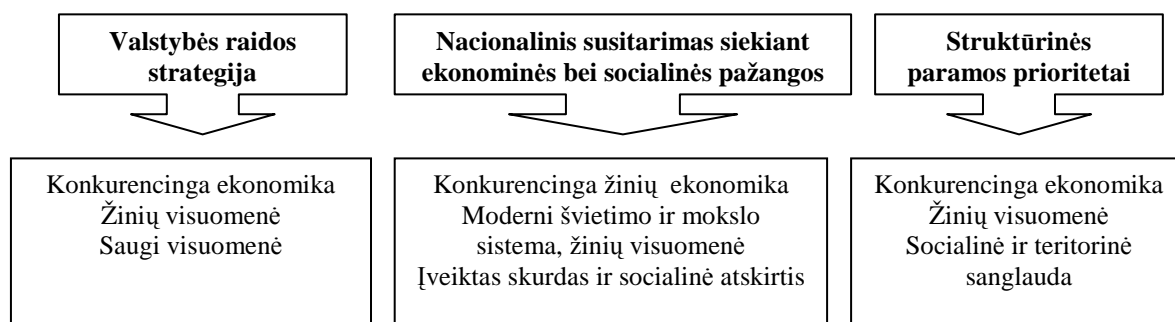 Valstybės raidos
strategija
Nacionalinis susitarimas siekiant
ekonominės bei socialinės pažangos
Struktūrinės
paramos prioritetai
Konkurencinga ekonomika
Žinių visuomenė
Saugi visuomenė
Konkurencinga žinių ekonomika
Moderni švietimo ir mokslo
sistema, žinių visuomenė
Įveiktas skurdas ir socialinė atskirtis
Konkurencinga ekonomika
Žinių visuomenė
Socialinė ir teritorinė
sanglauda